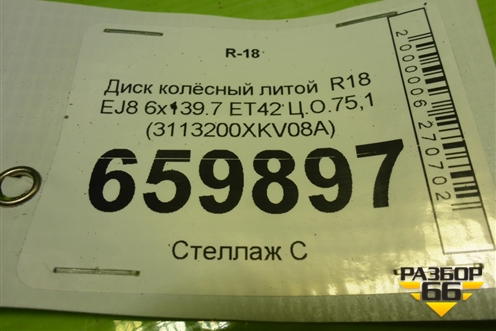 R-18
Диск колёсный литой R18
EJ8 6x139.7 ET42 Ц.О.75,1
(3113200XKV08A)
659897
Стеллаж С
2000006270702
РАЗБОР
66